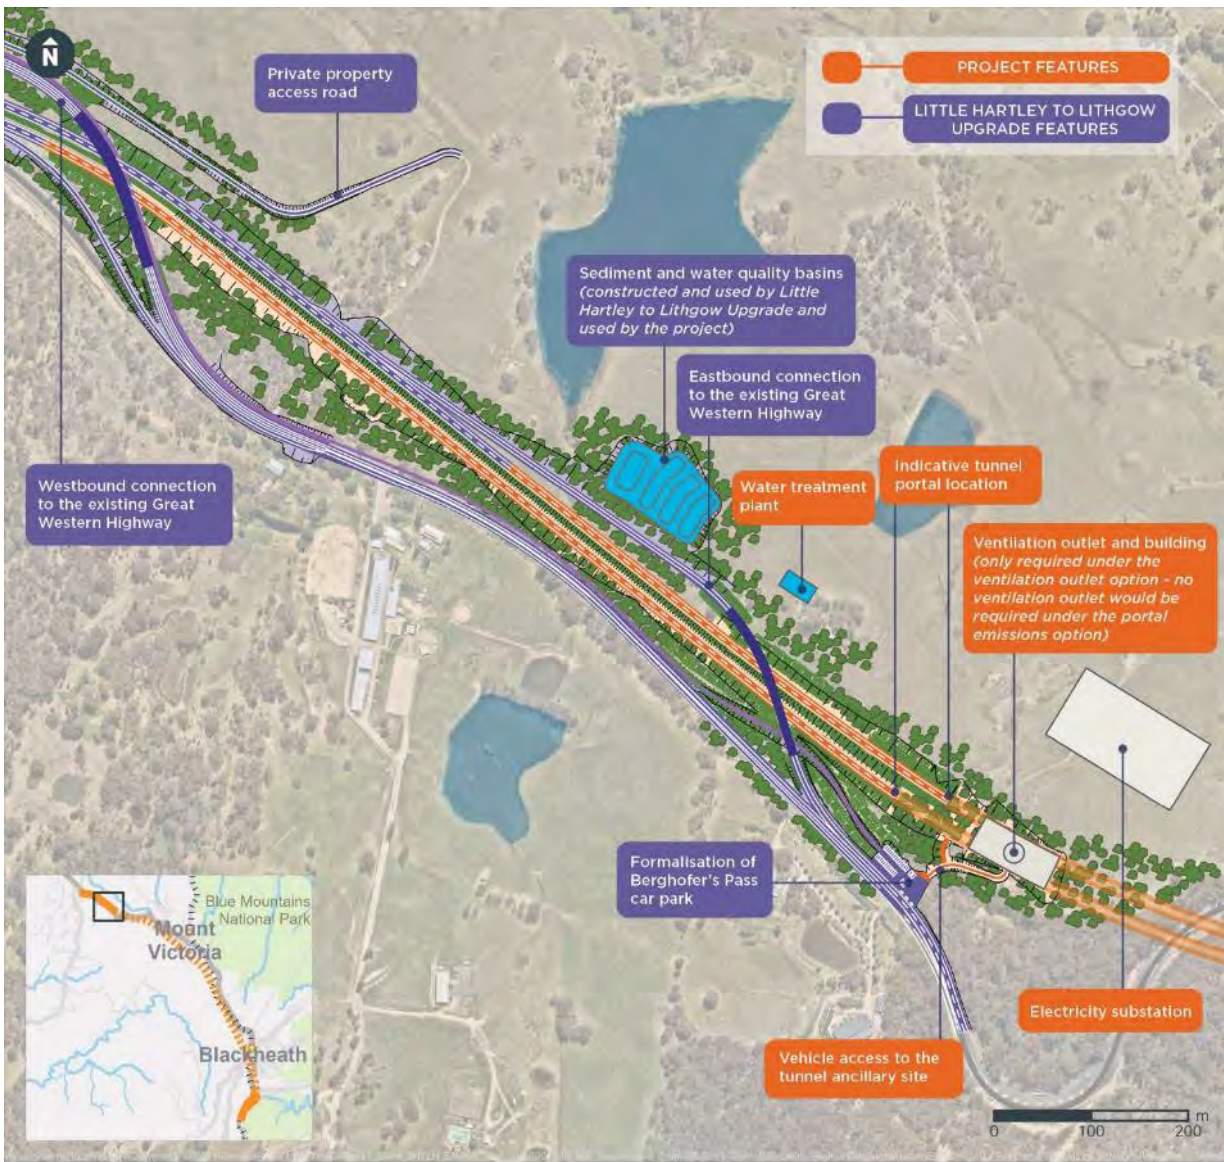 N
Private property
access road
PROJECT FEATURES
LITTLE HARTLEY TO LITHGOW
UPGRADE FEATURES
Sediment and water quality basins
(constructed and used by Little
Hartley to Lithgow Upgrade and
used by the project)
Eastbound connection
to the existing Great
Western Highway
Westbound connection
to the existing Great
Western Highway
Water treatment
plant
Indicative tunnel
portal location
Ventilation outlet and building
(only required under the
ventilation outlet option - no
ventilation outlet would be
required under the portal
emissions option)
Formalisation of
Berghofer's Pass
car park
Electricity substation
Vehicle access to the
tunnel ancillary site
Blue Mountains
National Park
Mount
Victoria
Blackheath
m
0 100 200